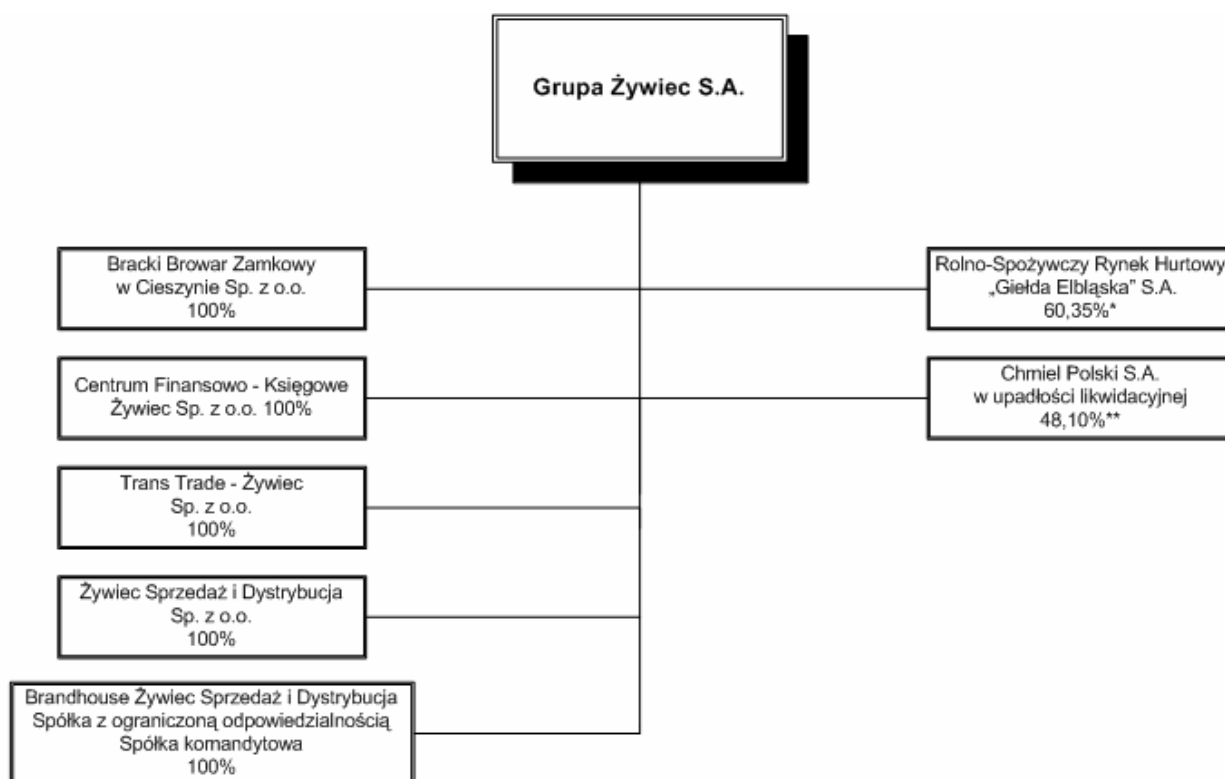 Grupa Żywiec S.A.
Bracki Browar Zamkowy
w Cieszynie Sp. z o.o.
100%
Rolno-Spożywczy Rynek Hurtowy
„Giełda Elbląska” S.A.
60,35%*
Centrum Finansowo - Księgowe
Żywiec Sp. z o.o. 100%
Chmiel Polski S.A.
w upadłości likwidacyjnej
48,10%**
Trans Trade - Żywiec
Sp. z o.o.
100%
Żywiec Sprzedaż i Dystrybucja
Sp. z o.o.
100%
Brandhouse Żywiec Sprzedaż i Dystrybucja
Spółka z ograniczoną odpowiedzialnością
Spółka komandytowa
100%